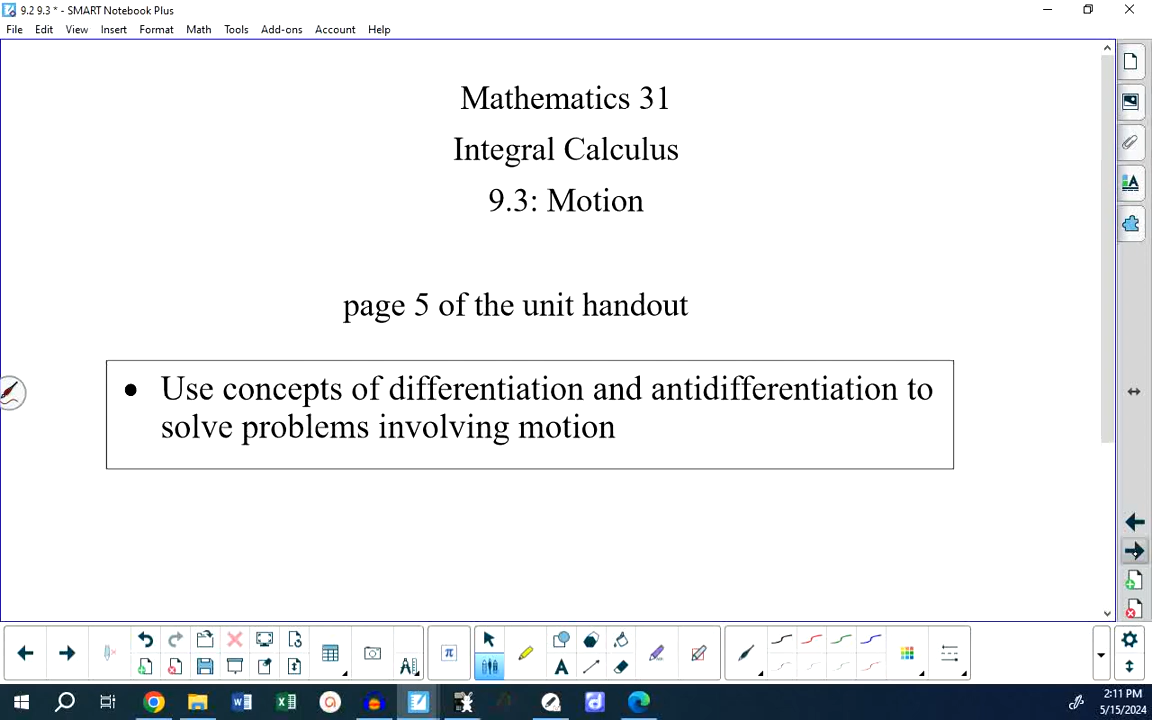 9.2 9.3 * - SMART Notebook Plus
File Edit View Insert Format Math Tools Add-ons Account Help
Mathematics 31
Integral Calculus
9.3: Motion
page 5 of the unit handout
• Use concepts of differentiation and antidifferentiation to
solve problems involving motion
2:11 PM
5/15/2024